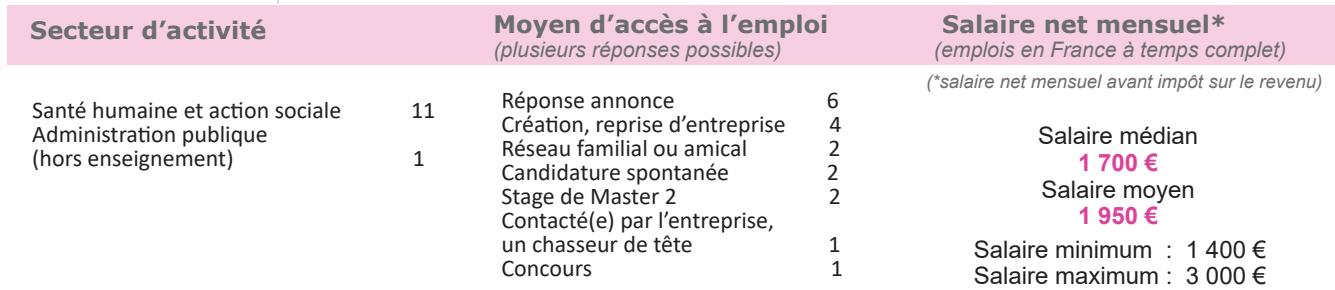 Secteur d'activité
Santé humaine et action sociale 11
Administration publique
(hors enseignement) 1
Moyen d'accès à l'emploi
(plusieurs réponses possibles)
Réponse annonce 6
Création, reprise d'entreprise 4
Réseau familial ou amical 2
Candidature spontanée 2
Stage de Master 2 2
Contacté(e) par l'entreprise,
un chasseur de tête 1
Concours 1
Salaire net mensuel*
(emplois en France à temps complet)
(*salaire net mensuel avant impôt sur le revenu)
Salaire médian
1 700 €
Salaire moyen
1 950 €
Salaire minimum : 1 400 €
Salaire maximum : 3 000 €